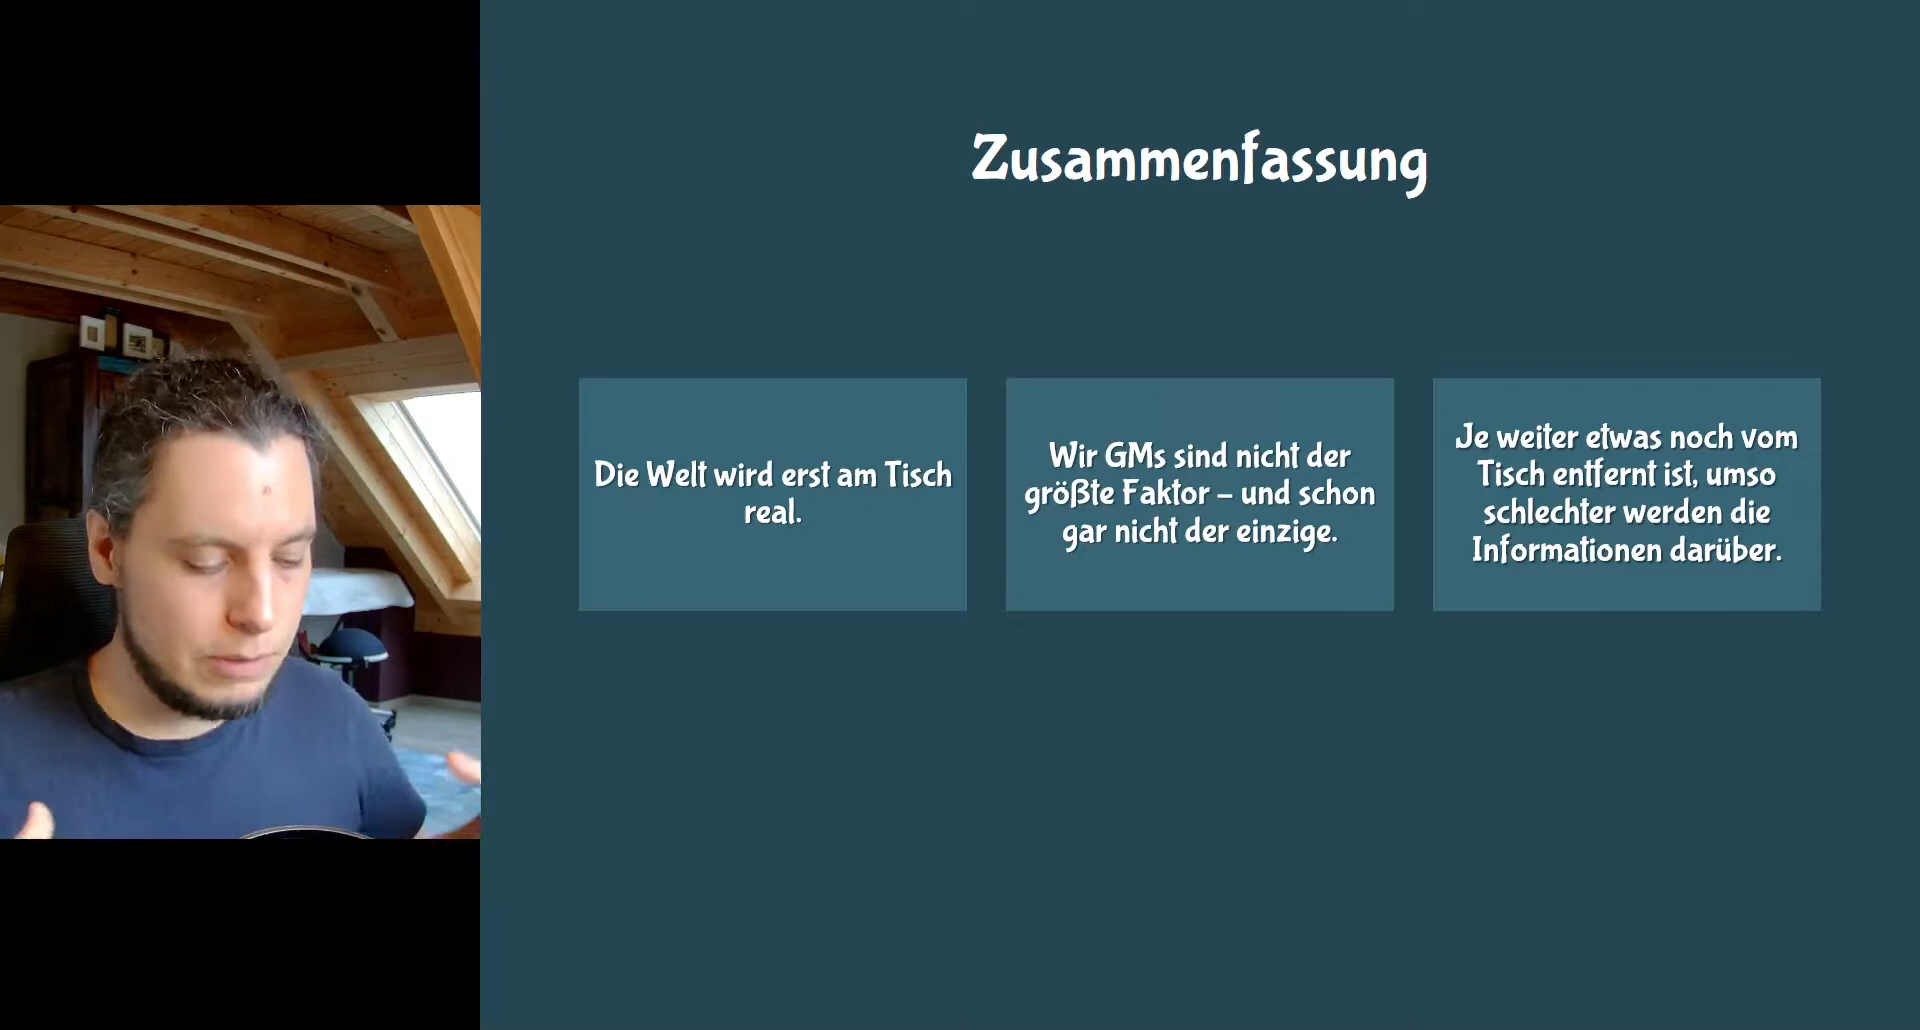 Zusammenfassung
Die Welt wird erst am Tisch
real.
Wir GMs sind nicht der
größte Faktor – und schon
gar nicht der einzige.
Je weiter etwas noch vom
Tisch entfernt ist, umso
schlechter werden die
Informationen darüber.